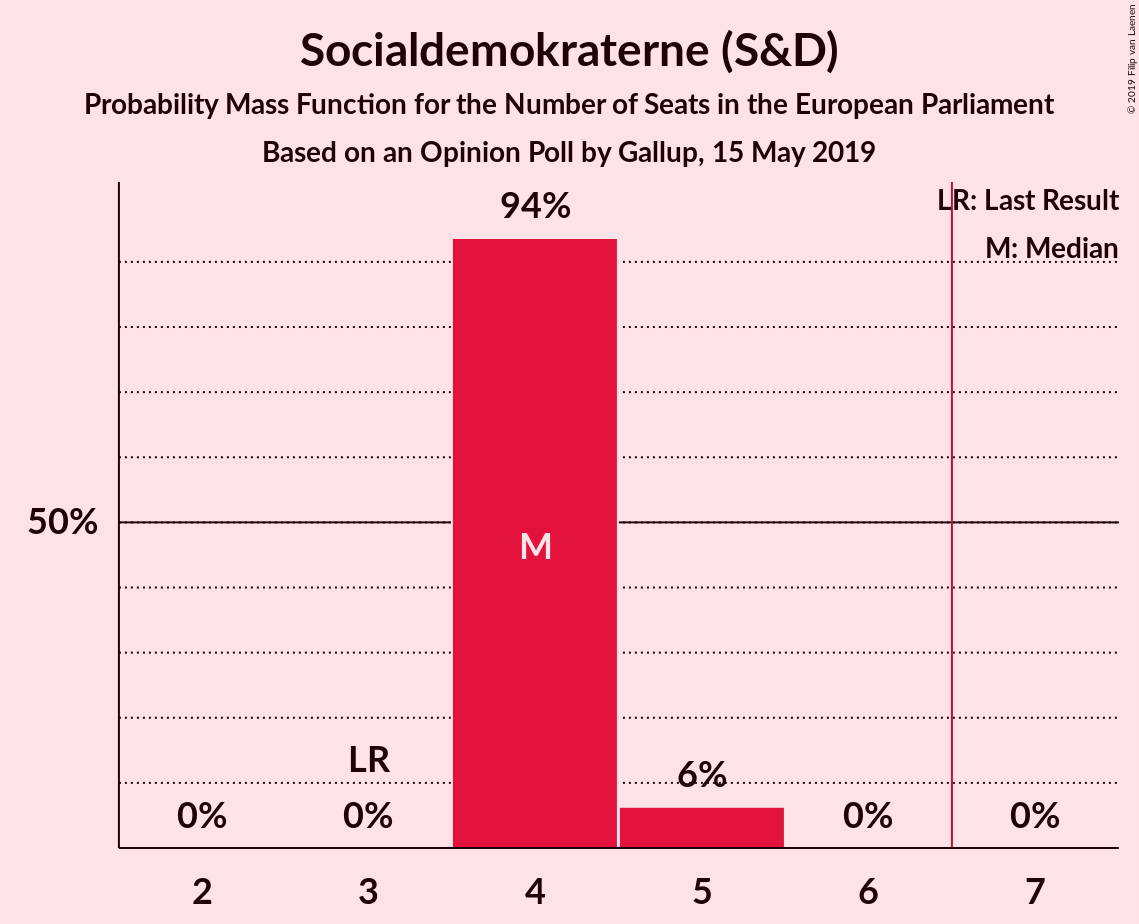 Socialdemokraterne (S&D)
Probability Mass Function for the Number of Seats in the European Parliament
Based on an Opinion Poll by Gallup, 15 May 2019
© 2019 Filip van Laenen
LR: Last Result
M: Median
94%
50%
M
LR
6%
0%
0%
0%
0%
2
3
4
5
6
7